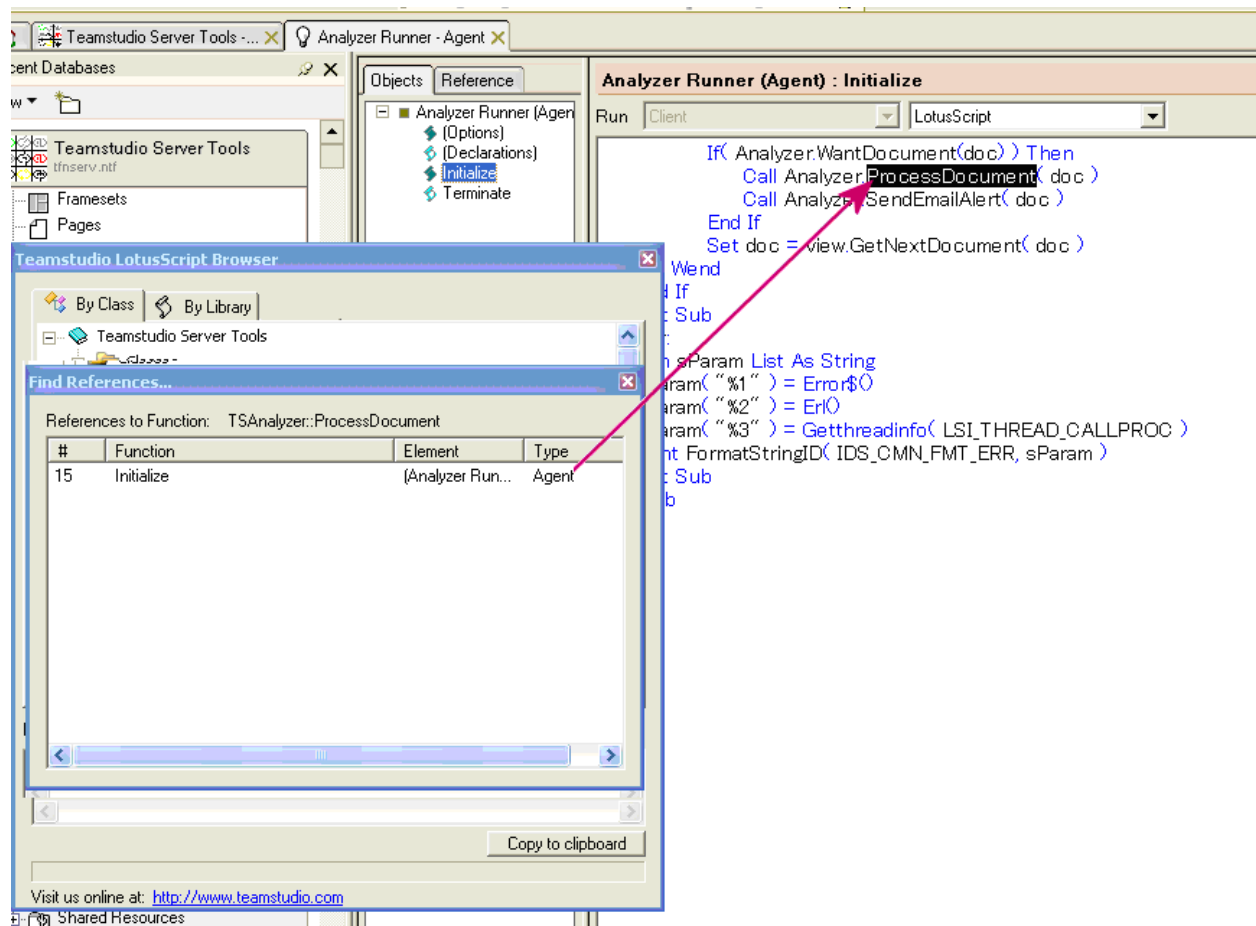 Teamstudio Server Tools -...
Analyzer Runner - Agent
cent Databases
Teamstudio Server Tools
tfnserv.ntf
Framesets
Pages
Objects
Reference
Analyzer Runner (Agen
(Options)
(Declarations)
Initialize
Terminate
Analyzer Runner (Agent) : Initialize
Run
Client
LotusScript
If( Analyzer.WantDocument(doc) ) Then
Call Analyzer.ProcessDocument( doc )
Call Analyzer.SendEmailAlert( doc )
End If
Set doc = view.GetNextDocument( doc )
Wend
d If
t Sub
sParam List As String
aram( "%1" ) = Error$()
aram( "%2" ) = Erl()
aram( "%3" ) = Getthreadinfo( LSI_THREAD_CALLPROC )
nt FormatStringID( IDS_CMN_FMT_ERR, sParam )
t Sub
b
Teamstudio LotusScript Browser
By Class
By Library
Teamstudio Server Tools
Find References...
References to Function: TSAnalyzer::ProcessDocument
# Function Element Type
15 Initialize (Analyzer Run... Agent
Copy to clipboard
Visit us online at: http://www.teamstudio.com
Shared Resources